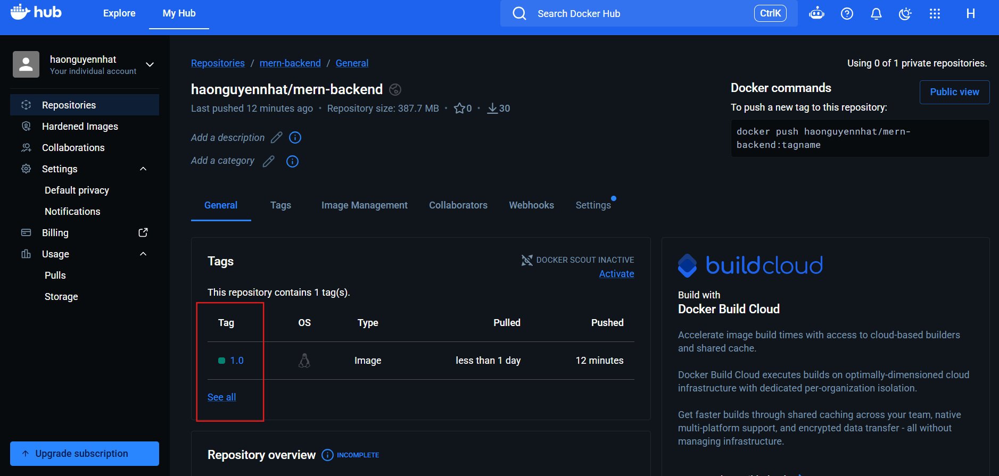 hub
Explore
My Hub
Search Docker Hub
CtrlK
H
haonguyennhat
Your individual account
Repositories
Hardened Images
Collaborations
Settings
Default privacy
Notifications
Billing
Usage
Pulls
Storage
Upgrade subscription
Repositories / mern-backend / General
Using 0 of 1 private repositories.
haonguyennhat/mern-backend
Last pushed 12 minutes ago • Repository size: 387.7 MB • 0 • 30
Add a description
Add a category
Docker commands
Public view
To push a new tag to this repository:
docker push haonguyennhat/mern-
backend:tagname
General
Tags
Image Management
Collaborators
Webhooks
Settings
Tags
DOCKER SCOUT INACTIVE
Activate
This repository contains 1 tag(s).
Tag OS Type Pulled Pushed
1.0 Image less than 1 day 12 minutes
See all
Repository overview INCOMPLETE
buildcloud
Build with
Docker Build Cloud
Accelerate image build times with access to cloud-based builders
and shared cache.
Docker Build Cloud executes builds on optimally-dimensioned cloud
infrastructure with dedicated per-organization isolation.
Get faster builds through shared caching across your team, native
multi-platform support, and encrypted data transfer - all without
managing infrastructure.